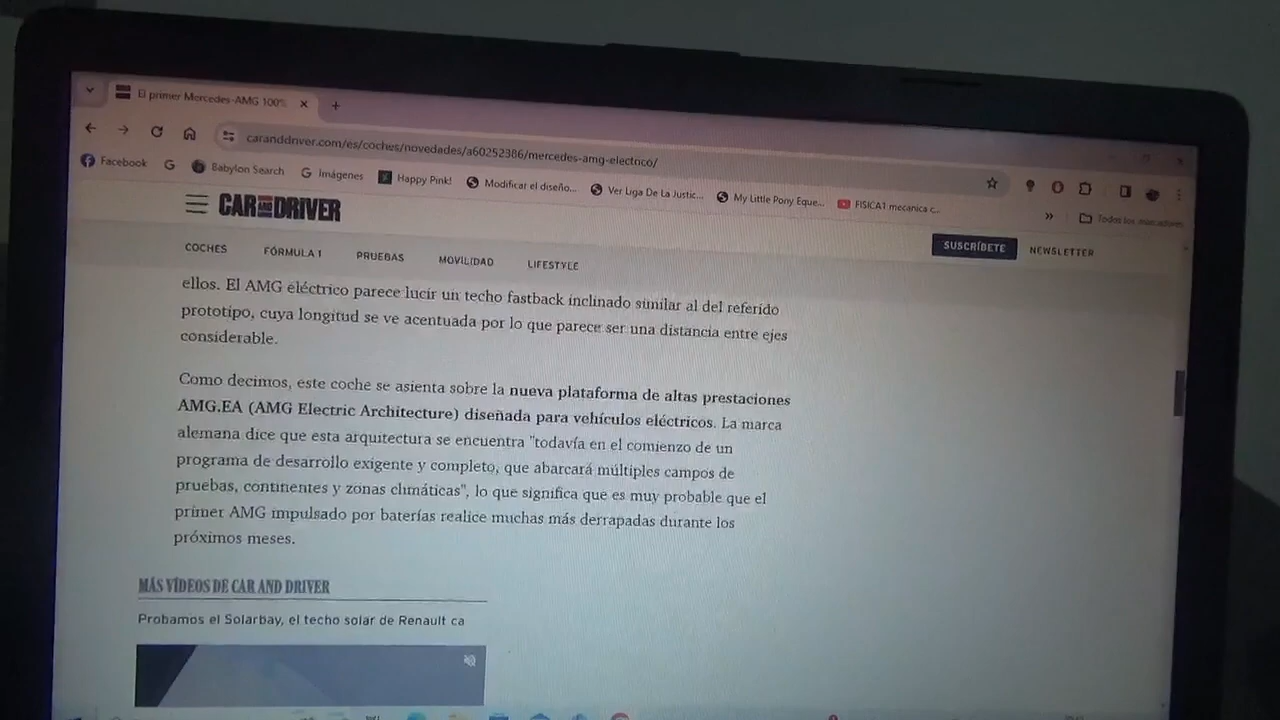 El primer Mercedes-AMG 100%
caranddriver.com/es/coches/novedades/a60252386/mercedes-amg-electoco/
Facebook
Babylon Search
Imágenes
Happy Pink!
Modificar el diseño...
Ver Liga De La Justic...
My Little Pony Eque...
FISICA1 mecanica c...
»
Todos los marcadores
CAR AND DRIVER
COCHES
FÓRMULA 1
PRUEBAS
MOVILIDAD
LIFESTYLE
SUSCRÍBETE
NEWSLETTER
ellos. El AMG eléctrico parece lucir un techo fastback inclinado similar al del referido
prototipo, cuya longitud se ve acentuada por lo que parece ser una distancia entre ejes
considerable.
Como decimos, este coche se asienta sobre la nueva plataforma de altas prestaciones
AMG.EA (AMG Electric Architecture) diseñada para vehículos eléctricos. La marca
alemana dice que esta arquitectura se encuentra "todavía en el comienzo de un
programa de desarrollo exigente y completo, que abarcará múltiples campos de
pruebas, continentes y zonas climáticas", lo que significa que es muy probable que el
primer AMG impulsado por baterías realice muchas más derrapadas durante los
próximos meses.
MÁS VÍDEOS DE CAR AND DRIVER
Probamos el Solarbay, el techo solar de Renault ca